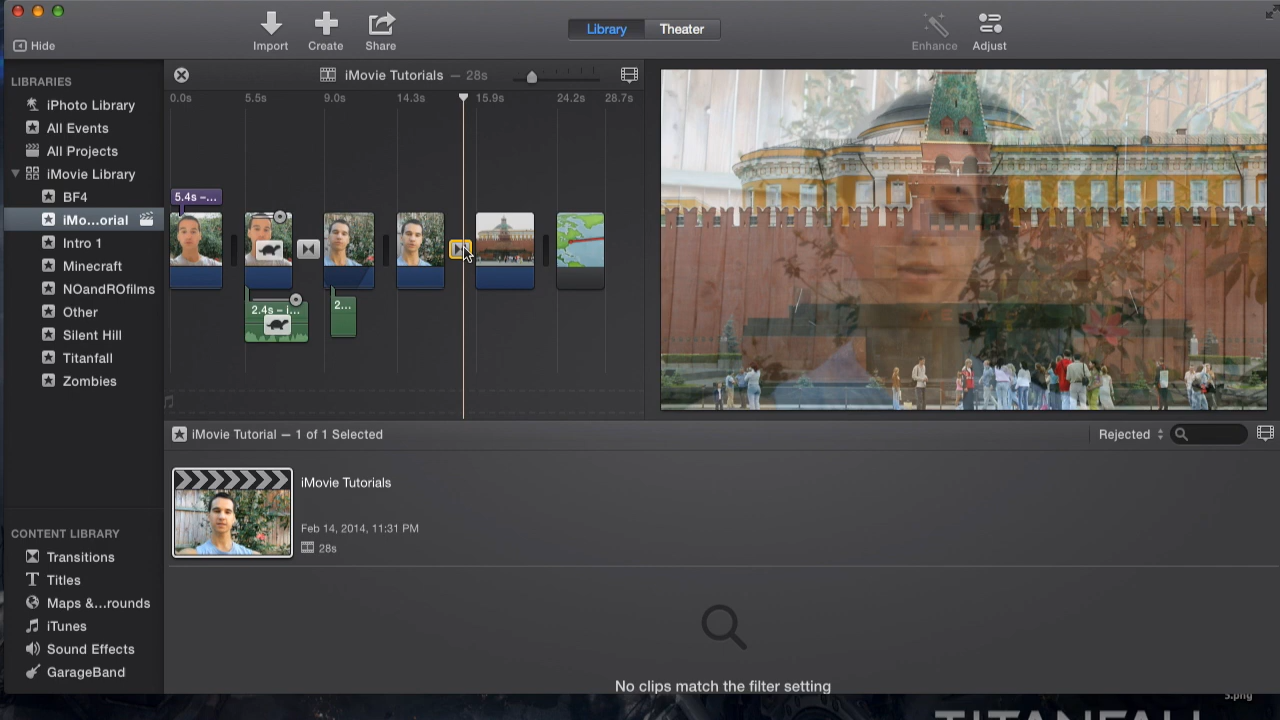 Hide
Import
Create
Share
Library
Theater
Enhance
Adjust
LIBRARIES
iPhoto Library
All Events
All Projects
iMovie Library
BF4
iMo...orial
Intro 1
Minecraft
NOandROfilms
Other
Silent Hill
Titanfall
Zombies
CONTENT LIBRARY
Transitions
Titles
Maps &...rounds
iTunes
Sound Effects
GarageBand
iMovie Tutorials — 28s
0.0s 5.5s 9.0s 14.3s 15.9s 24.2s 28.7s
5.4s –...
2.4s – i...
2...
iMovie Tutorial — 1 of 1 Selected
Rejected
iMovie Tutorials
Feb 14, 2014, 11:31 PM
28s
No clips match the filter setting
5.png
TITANFALL